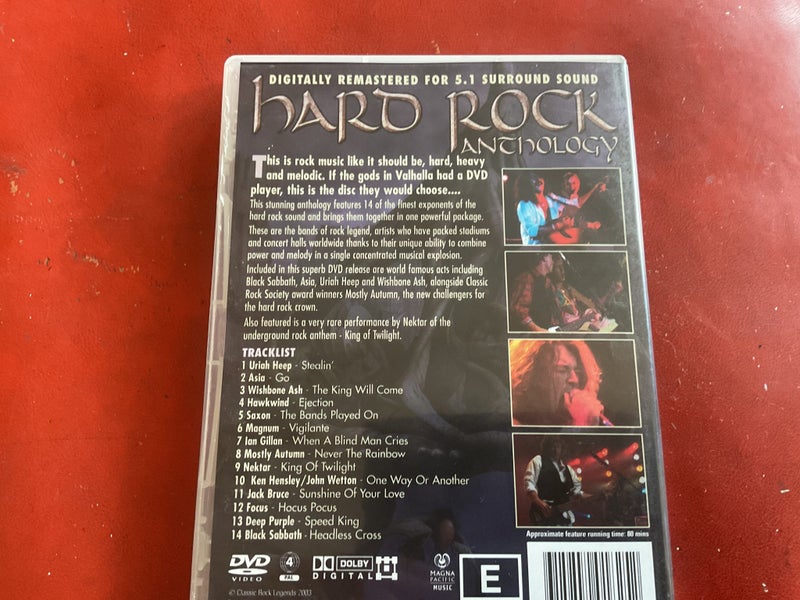 DIGITALLY REMASTERED FOR 5.1 SURROUND SOUND
HARD ROCK
ANTHOLOGY
This is rock music like it should be, hard, heavy
and melodic. If the gods in Valhalla had a DVD
player, this is the disc they would choose....
This stunning anthology features 14 of the finest exponents of the
hard rock sound and brings them together in one powerful package.
These are the bands of rock legend, artists who have packed stadiums
and concert halls worldwide thanks to their unique ability to combine
power and melody in a single concentrated musical explosion.
Included in this superb DVD release are world famous acts including
Black Sabbath, Asia, Uriah Heep and Wishbone Ash, alongside Classic
Rock Society award winners Mostly Autumn, the new challengers for
the hard rock crown.
Also featured is a very rare performance by Nektar of the
underground rock anthem - King of Twilight.
TRACKLIST
1 Uriah Heep - Stealin'
2 Asia - Go
3 Wishbone Ash - The King Will Come
4 Hawkwind - Ejection
5 Saxon - The Bands Played On
6 Magnum - Vigilante
7 Ian Gillan - When A Blind Man Cries
8 Mostly Autumn - Never The Rainbow
9 Nektar - King Of Twilight
10 Ken Hensley/John Wetton - One Way Or Another
11 Jack Bruce - Sunshine Of Your Love
12 Focus - Hocus Pocus
13 Deep Purple - Speed King
14 Black Sabbath - Headless Cross
Approximate feature running time: 60 mins
DVD
VIDEO
4
PAL
DOLBY
DIGITAL
MAGNA
PACIFIC
MUSIC
E
© Classic Rock Legends 2003